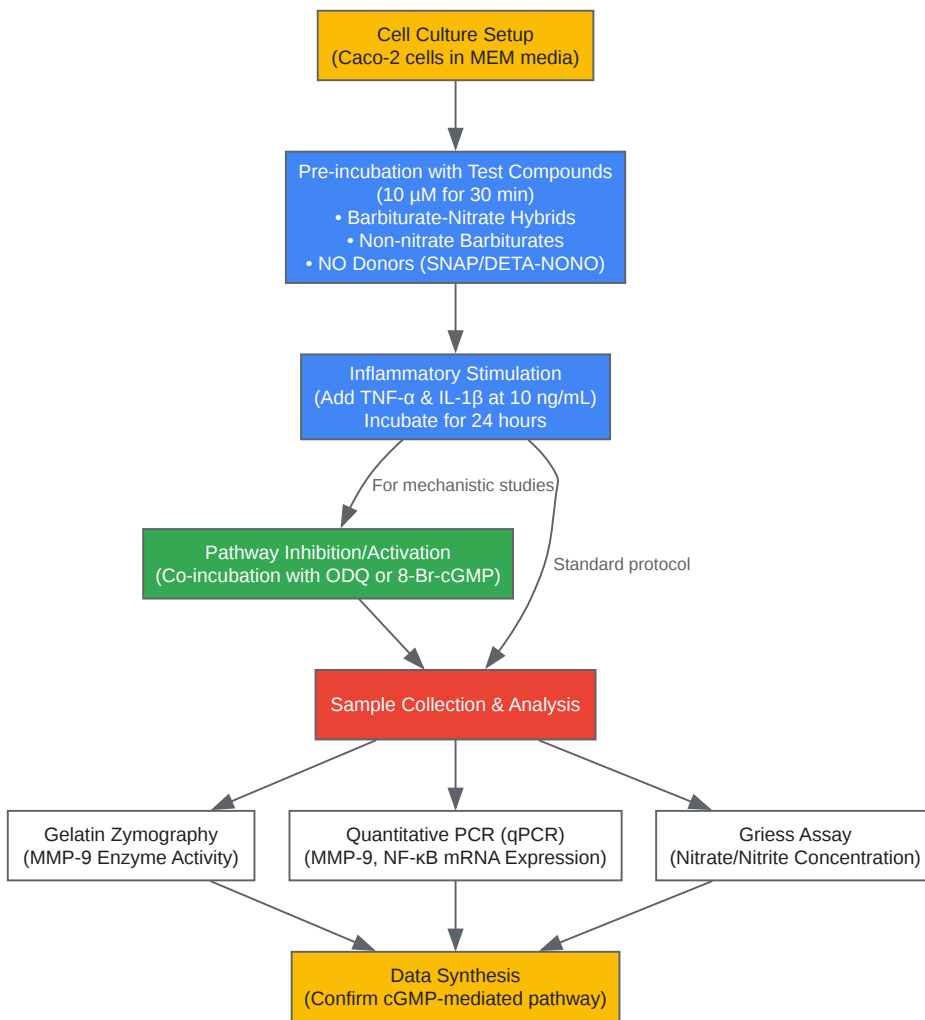 Cell Culture Setup
(Caco-2 cells in MEM media)
Pre-incubation with Test Compounds
(10 µM for 30 min)
• Barbiturate-Nitrate Hybrids
• Non-nitrate Barbiturates
• NO Donors (SNAP/DETA-NONO)
Inflammatory Stimulation
(Add TNF-α & IL-1β at 10 ng/mL)
Incubate for 24 hours
For mechanistic studies
Pathway Inhibition/Activation
(Co-incubation with ODQ or 8-Br-cGMP)
Standard protocol
Sample Collection & Analysis
Gelatin Zymography
(MMP-9 Enzyme Activity)
Quantitative PCR (qPCR)
(MMP-9, NF-κB mRNA Expression)
Griess Assay
(Nitrate/Nitrite Concentration)
Data Synthesis
(Confirm cGMP-mediated pathway)